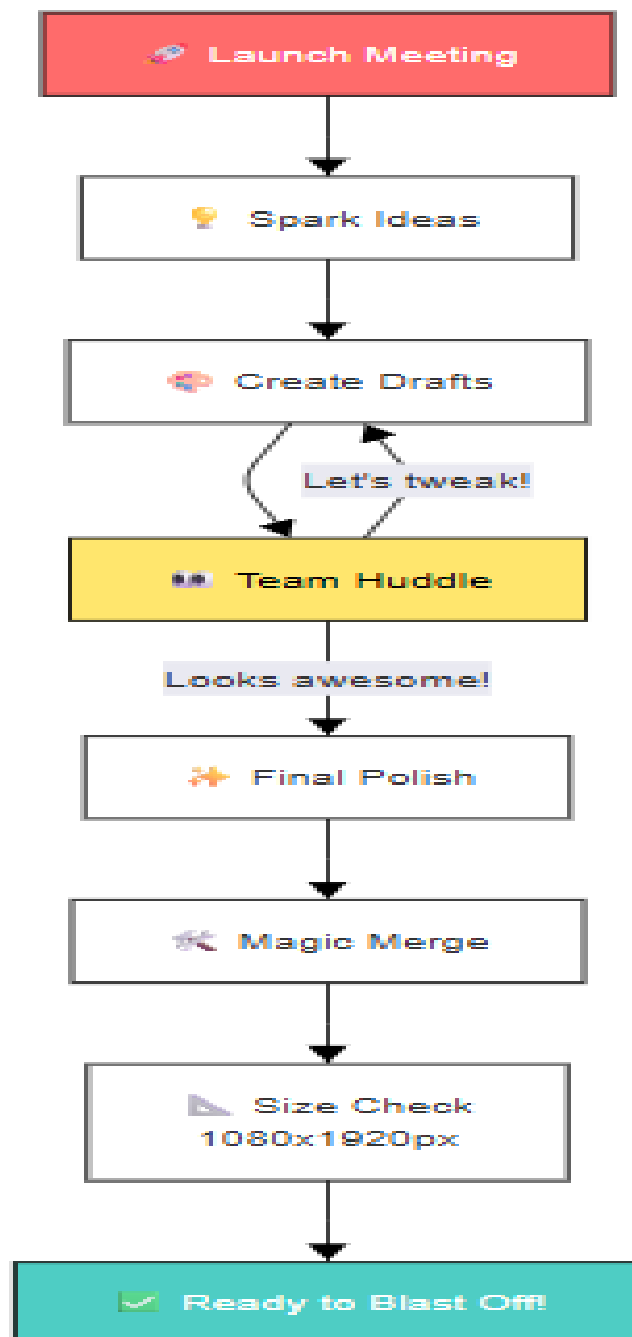 🚀 Launch Meeting
💡 Spark Ideas
🎨 Create Drafts
Let's tweak!
👀 Team Huddle
Looks awesome!
✨ Final Polish
🛠 Magic Merge
📐 Size Check
1080x1920px
✅ Ready to Blast Off!